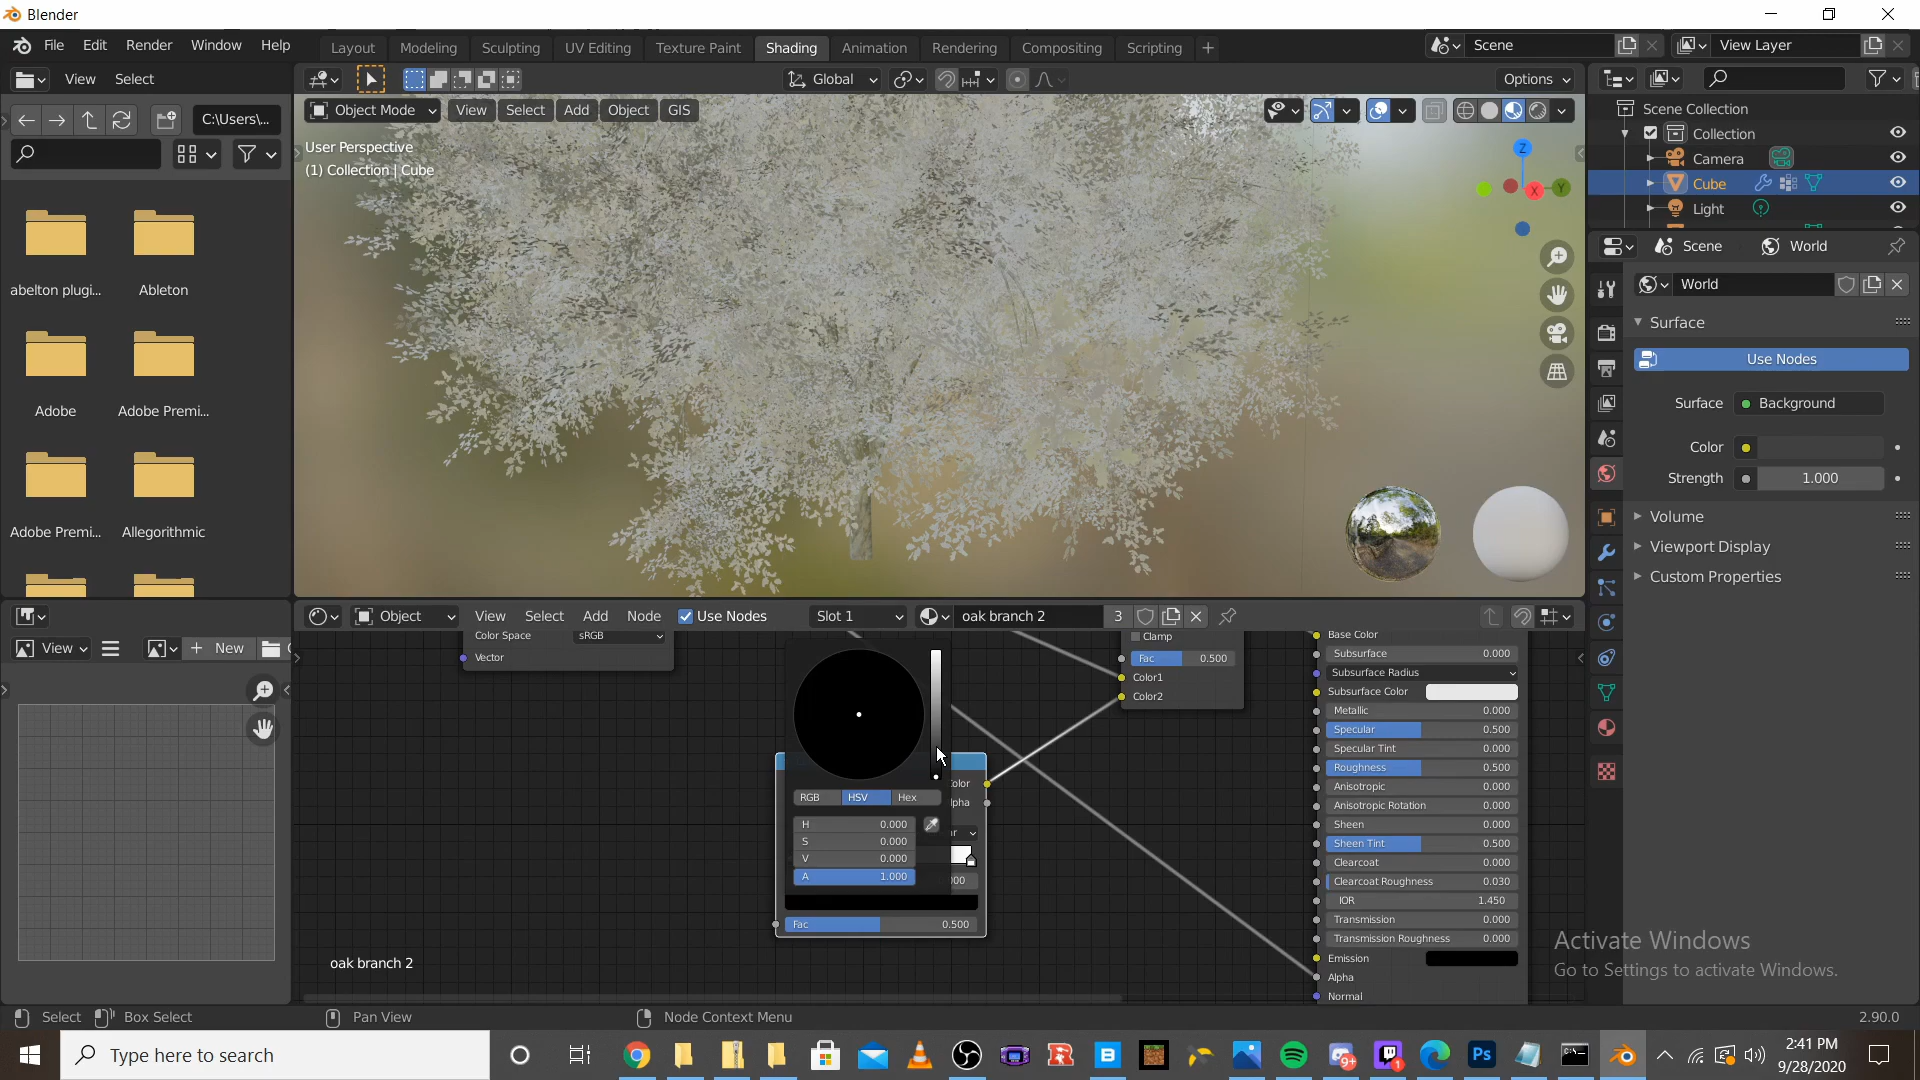 Blender
File Edit Render Window Help
Layout Modeling Sculpting UV Editing Texture Paint Shading Animation Rendering Compositing Scripting +
Scene
View Layer
View Select
Global
Options
C:\Users\...
Object Mode View Select Add Object GIS
User Perspective
(1) Collection | Cube
Z
X
Y
Scene Collection
Collection
Camera
Cube
Light
Scene World
World
Surface
Use Nodes
Surface Background
Color
Strength 1.000
Volume
Viewport Display
Custom Properties
abelton plugi... Ableton
Adobe Adobe Premi...
Adobe Premi... Allegorithmic
View
New
Object View Select Add Node Use Nodes Slot 1 oak branch 2 3
Color Space sRGB
Vector
Clamp
Fac 0.500
Color1
Color2
RGB HSV Hex
H 0.000
S 0.000
V 0.000
A 1.000
Fac 0.500
Base Color
Subsurface 0.000
Subsurface Radius
Subsurface Color
Metallic 0.000
Specular 0.500
Specular Tint 0.000
Roughness 0.500
Anisotropic 0.000
Anisotropic Rotation 0.000
Sheen 0.000
Sheen Tint 0.500
Clearcoat 0.000
Clearcoat Roughness 0.030
IOR 1.450
Transmission 0.000
Transmission Roughness 0.000
Emission
Alpha
Normal
oak branch 2
Activate Windows
Go to Settings to activate Windows.
Select Box Select Pan View Node Context Menu 2.90.0
Type here to search
2:41 PM
9/28/2020